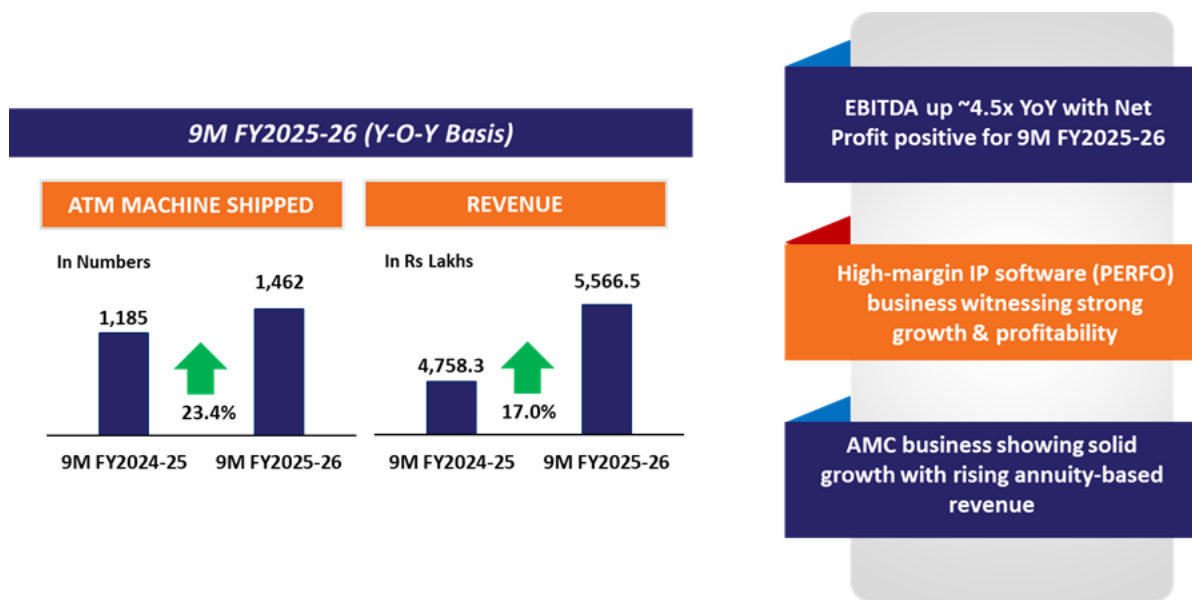 9M FY2025-26 (Y-O-Y Basis)
ATM MACHINE SHIPPED
In Numbers
1,185
1,462
23.4%
9M FY2024-25
9M FY2025-26
REVENUE
In Rs Lakhs
4,758.3
5,566.5
17.0%
9M FY2024-25
9M FY2025-26
EBITDA up ~4.5x YoY with Net
Profit positive for 9M FY2025-26
High-margin IP software (PERFO)
business witnessing strong
growth & profitability
AMC business showing solid
growth with rising annuity-based
revenue